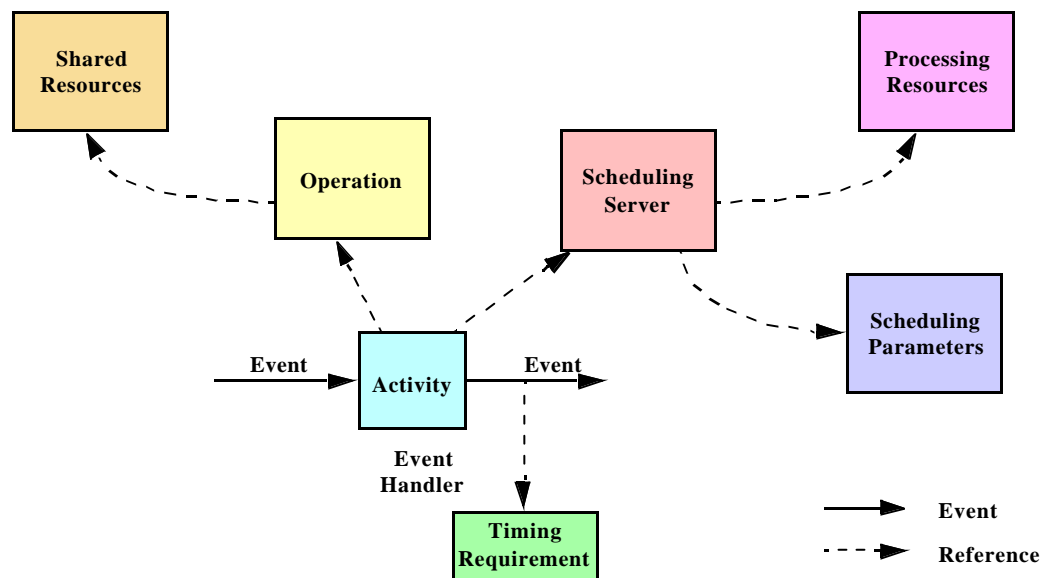 Shared
Resources
Processing
Resources
Operation
Scheduling
Server
Scheduling
Parameters
Event
Activity
Event
Event
Handler
Timing
Requirement
Event
Reference